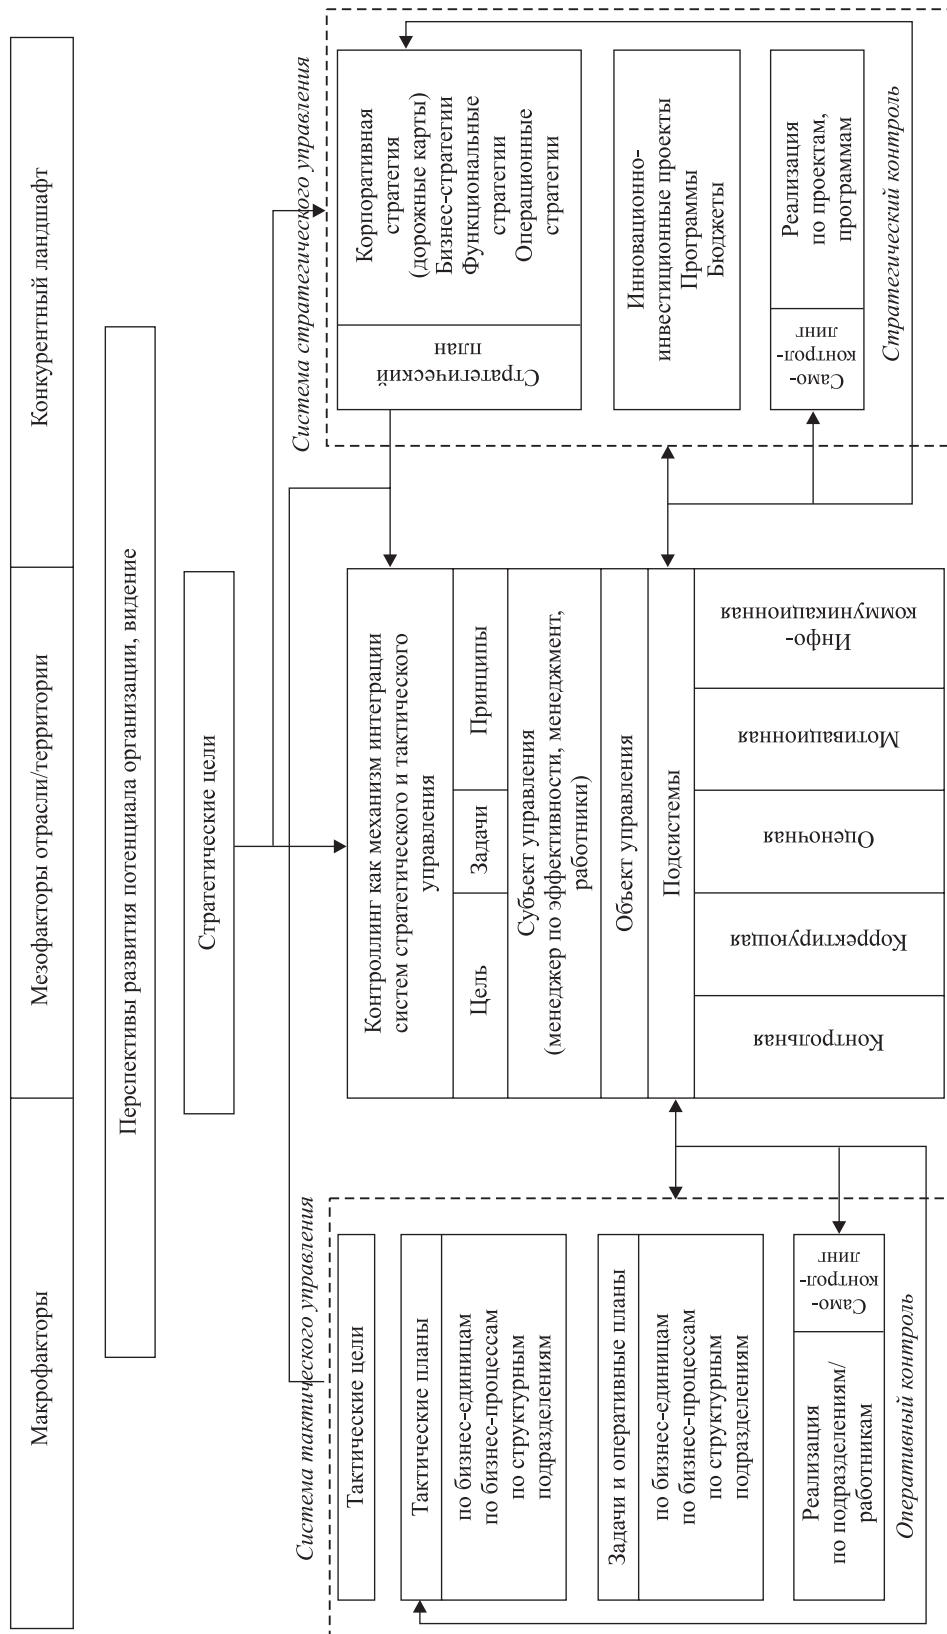 Макрофакторы
Мезофакторы отрасли/территории
Конкурентный ландшафт
Перспективы развития потенциала организации, видение
Стратегические цели
Система тактического управления
Тактические цели
Тактические планы
по бизнес-единицам
по бизнес-процессам
по структурным
подразделениям
Задачи и оперативные планы
по бизнес-единицам
по бизнес-процессам
по структурным
подразделениям
Реализация
по подразделениям/
работникам
Само-
контрол-
линг
Оперативный контроль
Контроллинг как механизм интеграции
систем стратегического и тактического
управления
Цель
Задачи
Принципы
Субъект управления
(менеджер по эффективности, менеджмент,
работники)
Объект управления
Подсистемы
Контрольная
Корректирующая
Оценочная
Мотивационная
Инфо-
коммуникационная
Система стратегического управления
Стратегический
план
Корпоративная
стратегия
(дорожные карты)
Бизнес-стратегии
Функциональные
стратегии
Операционные
стратегии
Инновационно-
инвестиционные проекты
Программы
Бюджеты
Само-
контрол-
линг
Реализация
по проектам,
программам
Стратегический контроль